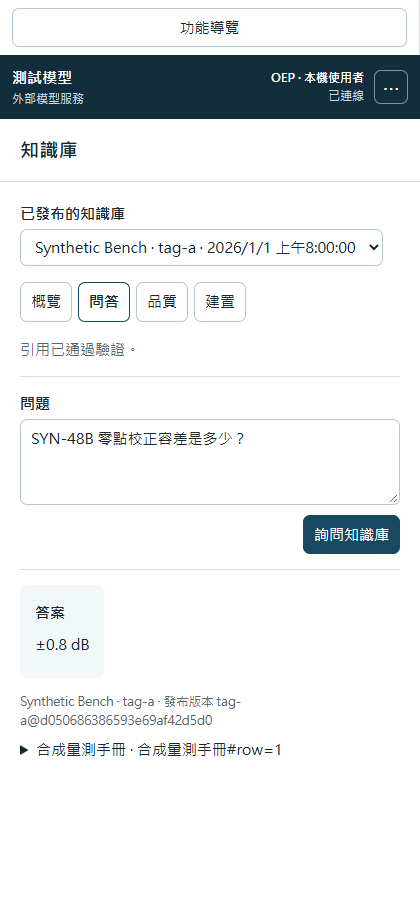 功能導覽
測試模型
OEP · 本機使用者
外部模型服務
已連線
...
知識庫
已發布的知識庫
Synthetic Bench · tag-a · 2026/1/1 上午8:00:00
概覽 問答 品質 建置
引用已通過驗證。
問題
SYN-48B 零點校正容差是多少？
詢問知識庫
答案
±0.8 dB
Synthetic Bench · tag-a · 發布版本 tag-
a@d050686386593e69af42d5d0
▶ 合成量測手冊 · 合成量測手冊#row=1